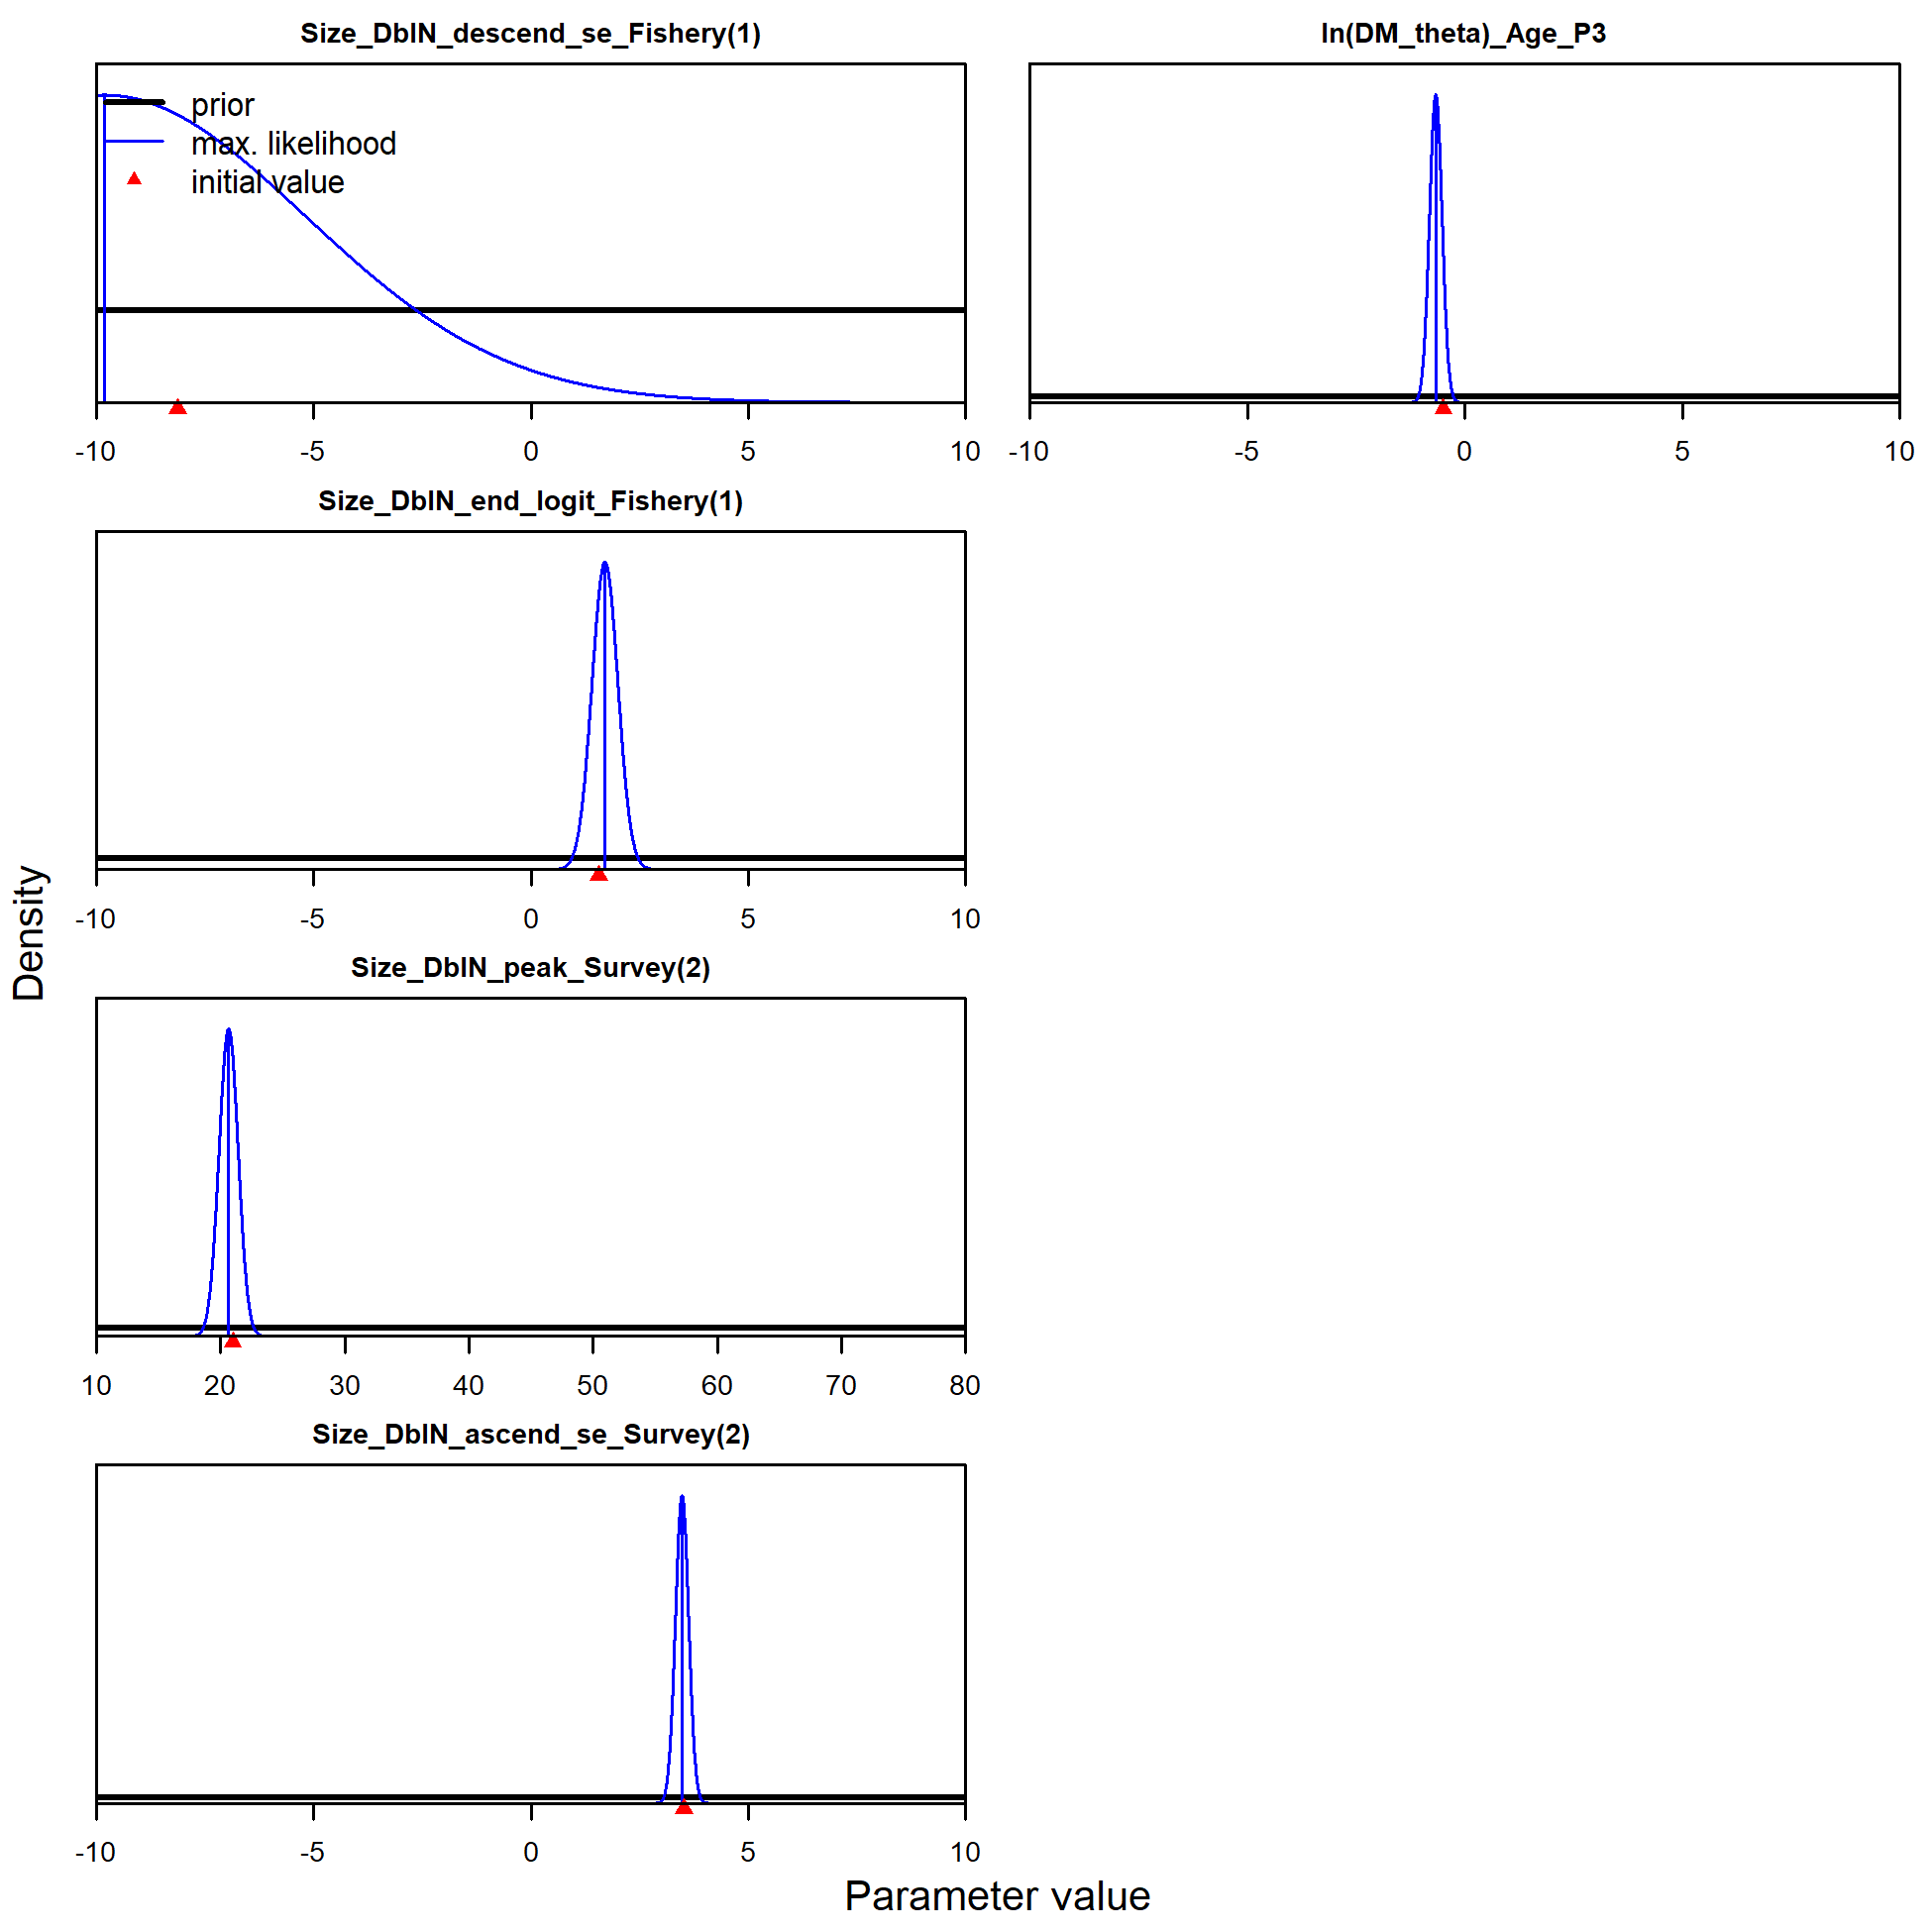 Size_DblN_descend_se_Fishery(1)
prior
max. likelihood
initial value
-10 -5 0 5 10
ln(DM_theta)_Age_P3
-10 -5 0 5 10
Size_DblN_end_logit_Fishery(1)
-10 -5 0 5 10
Size_DblN_peak_Survey(2)
10 20 30 40 50 60 70 80
Size_DblN_ascend_se_Survey(2)
-10 -5 0 5 10
Density
Parameter value